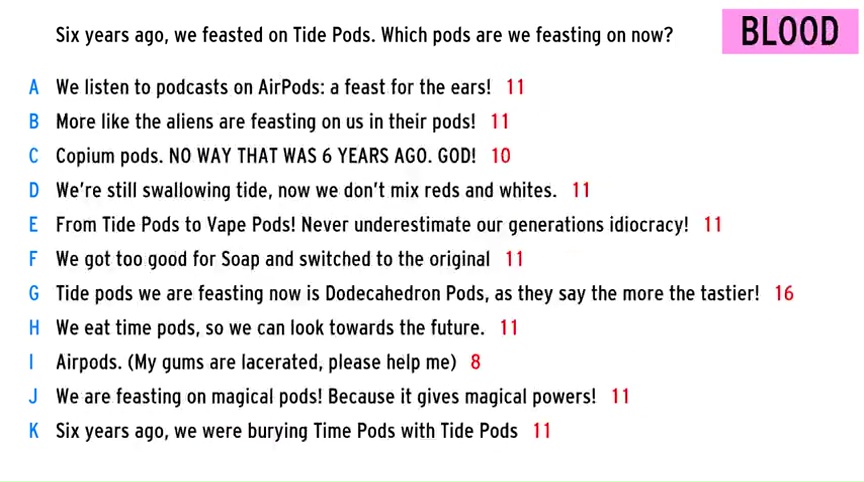 Six years ago, we feasted on Tide Pods. Which pods are we feasting on now?
BLOOD
A We listen to podcasts on AirPods: a feast for the ears! 11
B More like the aliens are feasting on us in their pods! 11
C Copium pods. NO WAY THAT WAS 6 YEARS AGO. GOD! 10
D We're still swallowing tide, now we don't mix reds and whites. 11
E From Tide Pods to Vape Pods! Never underestimate our generations idiocracy! 11
F We got too good for Soap and switched to the original 11
G Tide pods we are feasting now is Dodecahedron Pods, as they say the more the tastier! 16
H We eat time pods, so we can look towards the future. 11
I Airpods. (My gums are lacerated, please help me) 8
J We are feasting on magical pods! Because it gives magical powers! 11
K Six years ago, we were burying Time Pods with Tide Pods 11